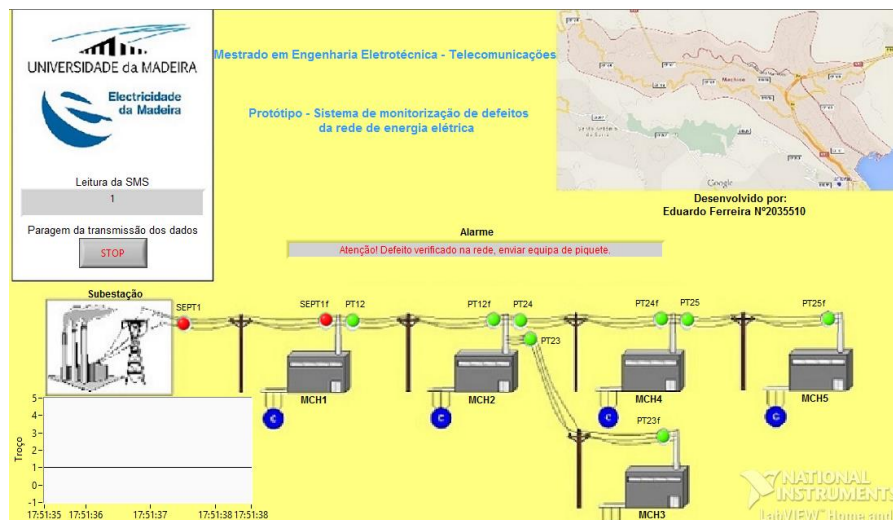 UNIVERSIDADE da MADEIRA
Electricidade
da Madeira
Leitura da SMS
1
Paragem da transmissão dos dados
STOP
Mestrado em Engenharia Eletrotécnica - Telecomunicações
Protótipo - Sistema de monitorização de defeitos
da rede de energia elétrica
Machico
Google
Desenvolvido por:
Eduardo Ferreira Nº2035510
Alarme
Atenção! Defeito verificado na rede, enviar equipa de piquete.
Subestação
SEPT1
SEPT1f
PT12
PT12f
PT24
PT24f
PT25
PT25f
PT23
MCH1
MCH2
MCH4
MCH5
C
C
C
PT23f
MCH3
Troço
5
4
3
2
1
0
-1
17:51:35
17:51:36
17:51:37
17:51:38
17:51:38
NATIONAL
INSTRUMENTS
LabVIEW™ Home and